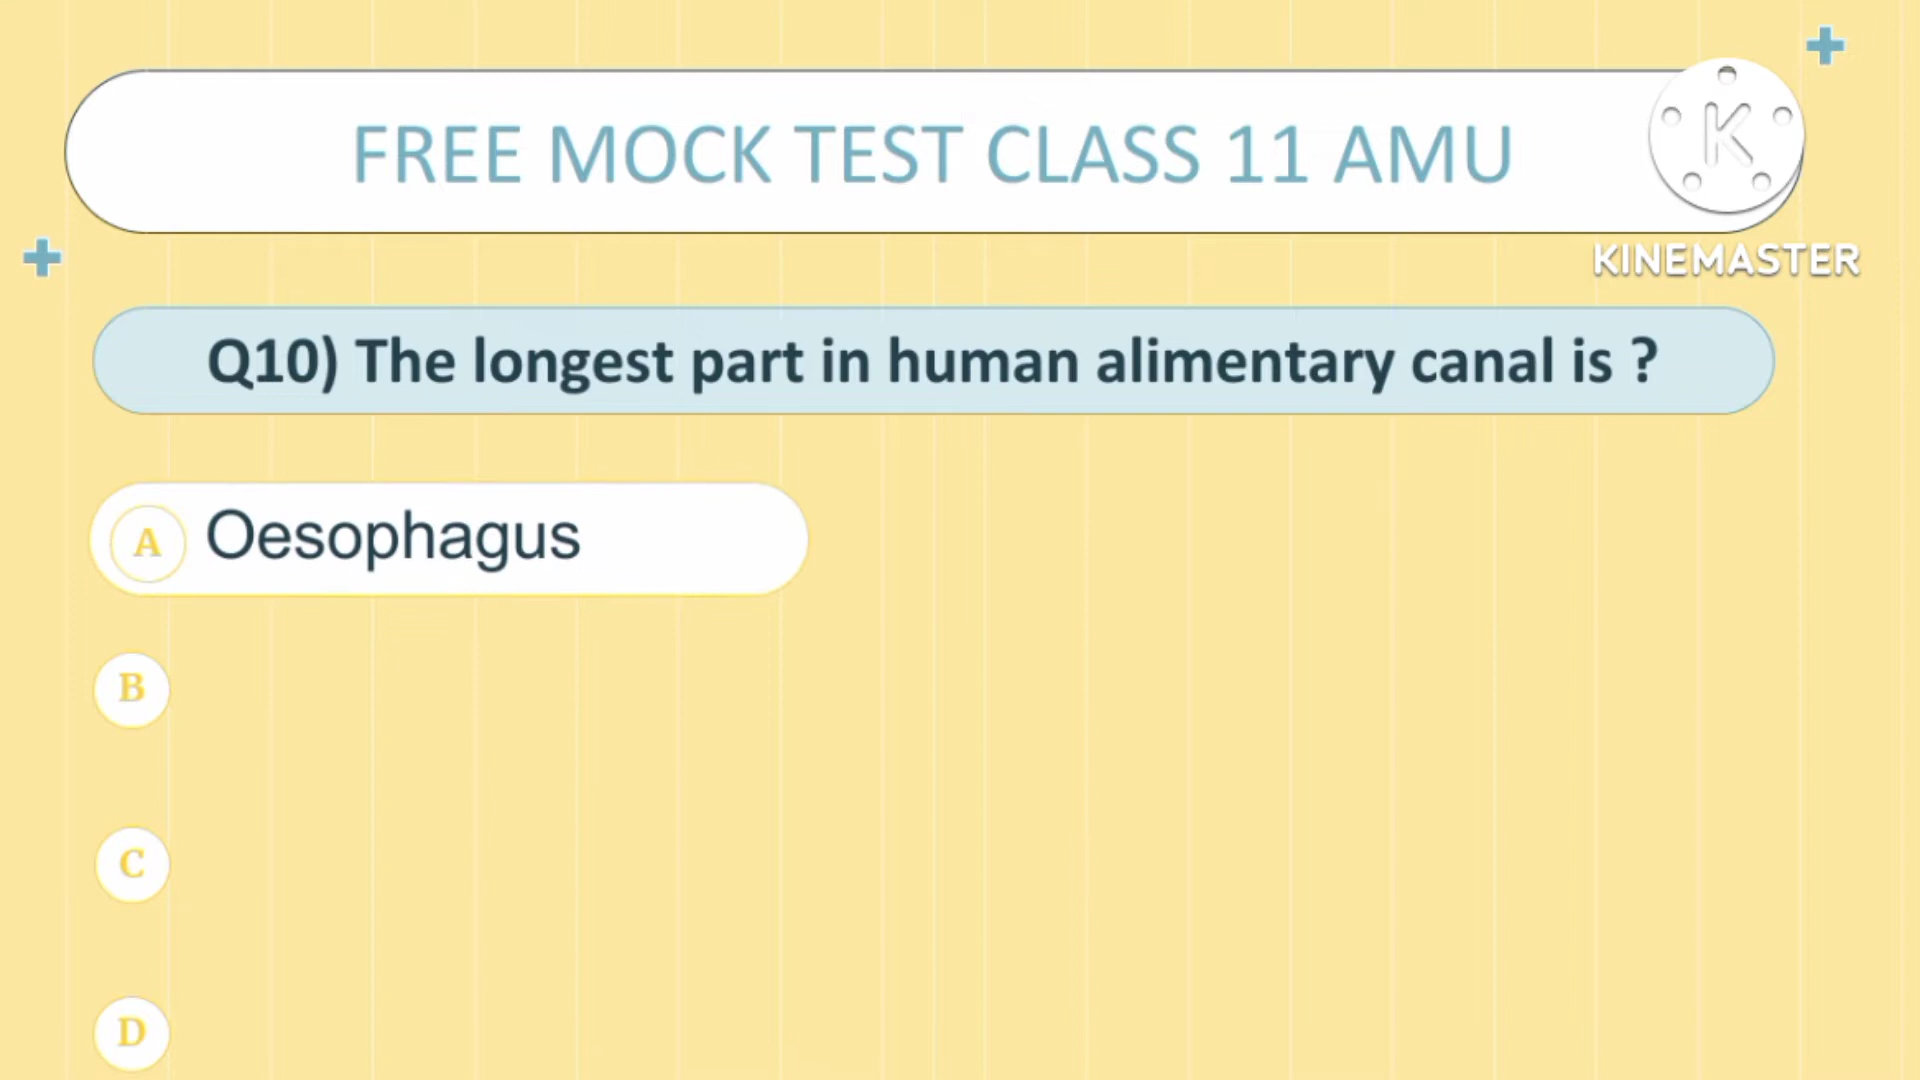 FREE MOCK TEST CLASS 11 AMU
K
KINEMASTER
Q10) The longest part in human alimentary canal is ?
A Oesophagus
B
C
D